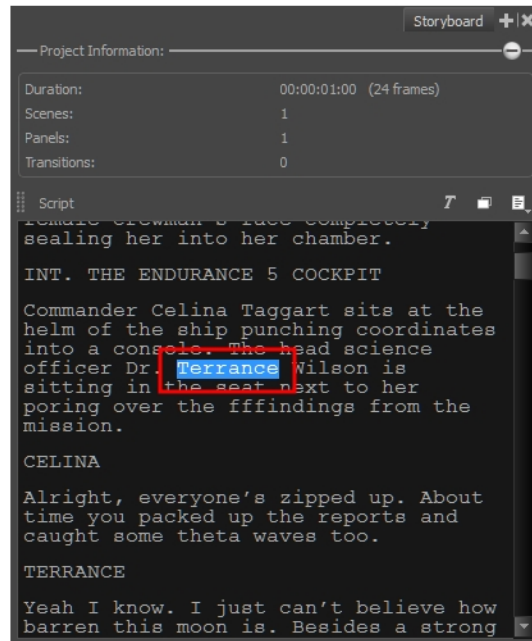 Storyboard
Project Information:
Duration: 00:00:01:00 (24 frames)
Scenes: 1
Panels: 1
Transitions: 0
Script
female crewman's face completely
sealing her into her chamber.
INT. THE ENDURANCE 5 COCKPIT
Commander Celina Taggart sits at the
helm of the ship punching coordinates
into a console. The head science
officer Dr. Terrance Wilson is
sitting in the seat next to her
poring over the fffindings from the
mission.
CELINA
Alright, everyone's zipped up. About
time you packed up the reports and
caught some theta waves too.
TERRANCE
Yeah I know. I just can't believe how
barren this moon is. Besides a strong